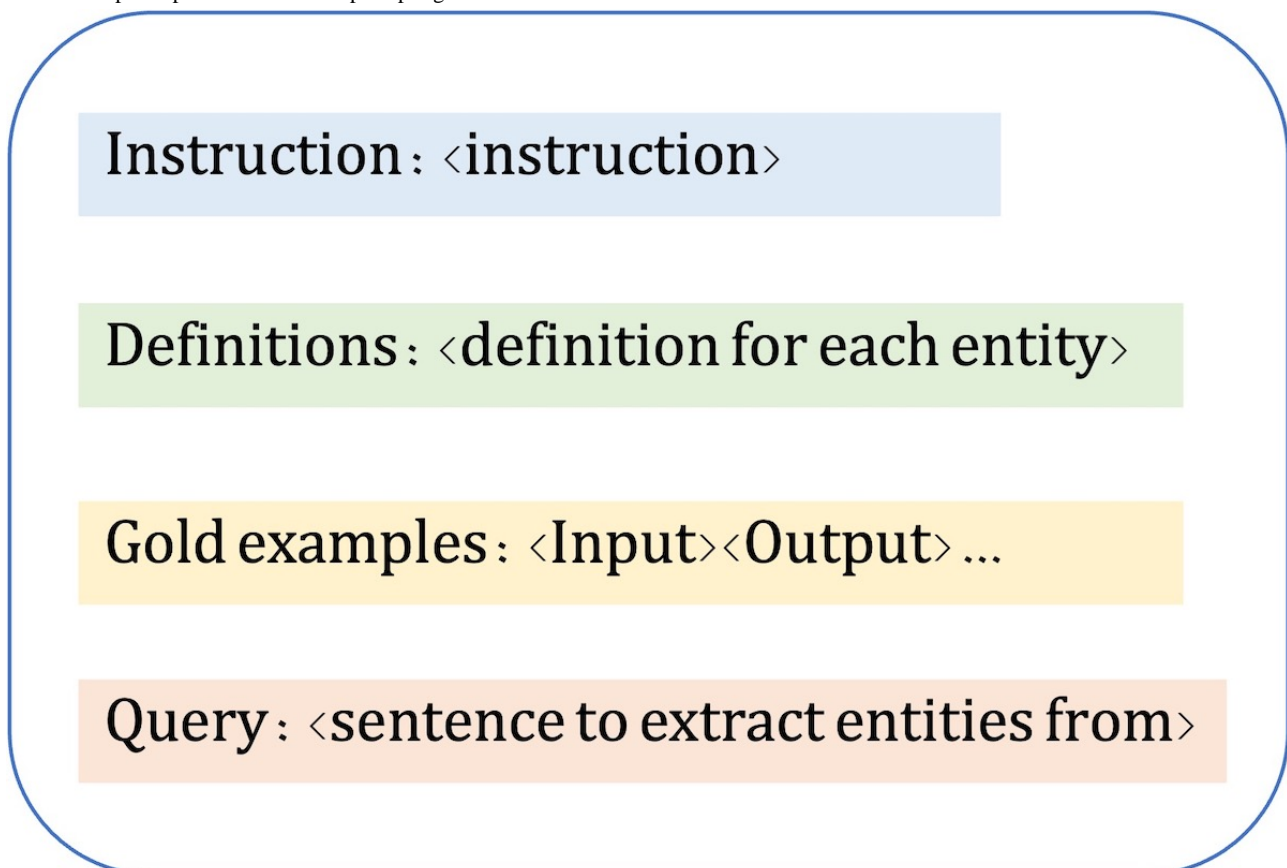 Instruction: <instruction>
Definitions: <definition for each entity>
Gold examples: <Input><Output> ...
Query: <sentence to extract entities from>